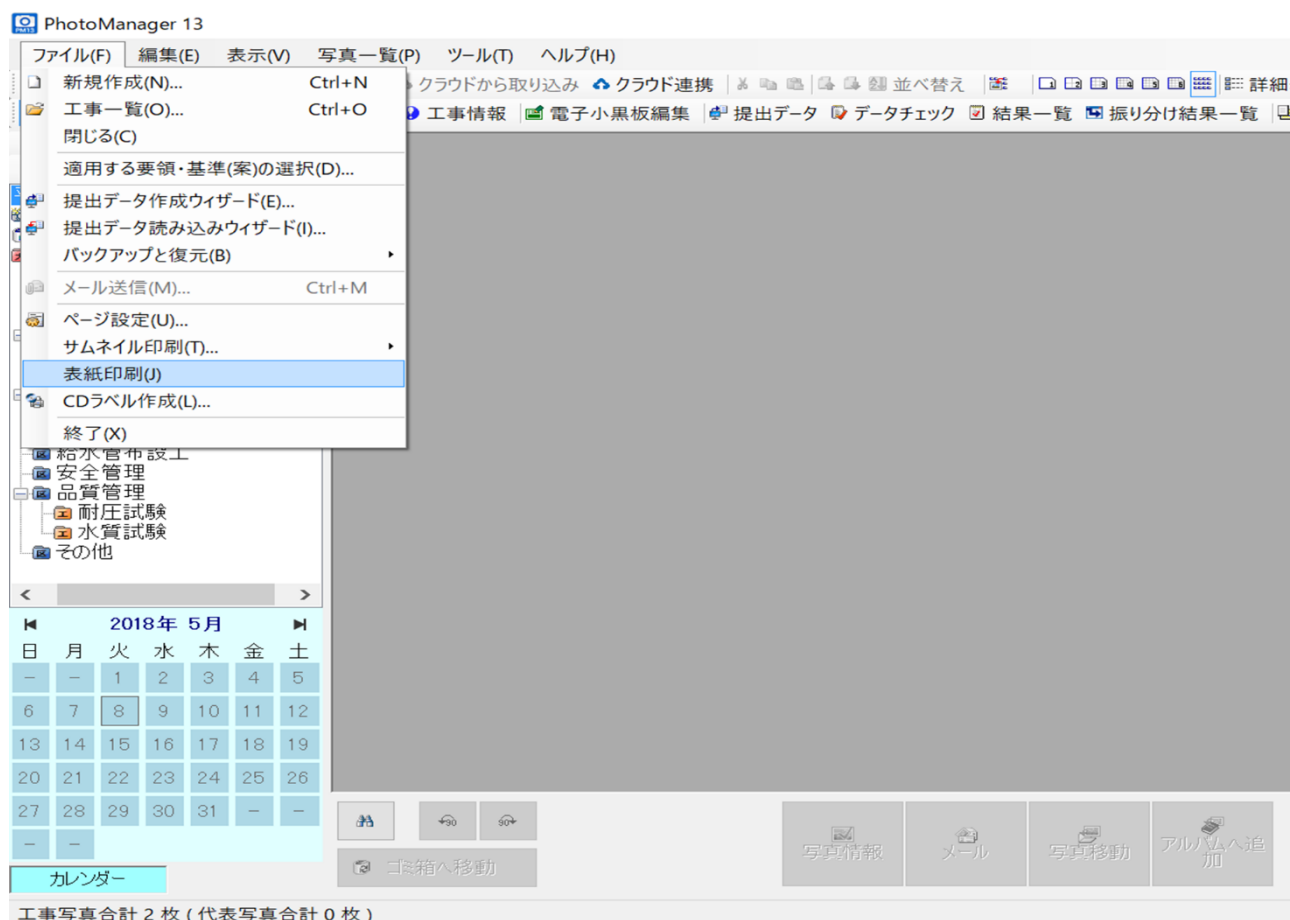 PhotoManager 13
ファイル(F) 編集(E) 表示(V) 写真一覧(P) ツール(T) ヘルプ(H)
新規作成(N)... Ctrl+N
クラウドから取り込み クラウド連携 並べ替え 詳細
工事一覧(O)... Ctrl+O
工事情報 電子小黒板編集 提出データ データチェック 結果一覧 振り分け結果一覧
閉じる(C)
適用する要領・基準(案)の選択(D)...
提出データ作成ウィザード(E)...
提出データ読み込みウィザード(I)...
バックアップと復元(B)
メール送信(M)... Ctrl+M
ページ設定(U)...
サムネイル印刷(T)...
表紙印刷(J)
CDラベル作成(L)...
終了(X)
給水管布設工
安全管理
品質管理
耐圧試験
水質試験
その他
2018年 5月
日 月 火 水 木 金 土
- - 1 2 3 4 5
6 7 8 9 10 11 12
13 14 15 16 17 18 19
20 21 22 23 24 25 26
27 28 29 30 31 - -
- -
90 90
写真情報 メール 写真移動 アルバムへ追加
ゴミ箱へ移動
カレンダー
工事写真合計 2 枚 ( 代表写真合計 0 枚 )